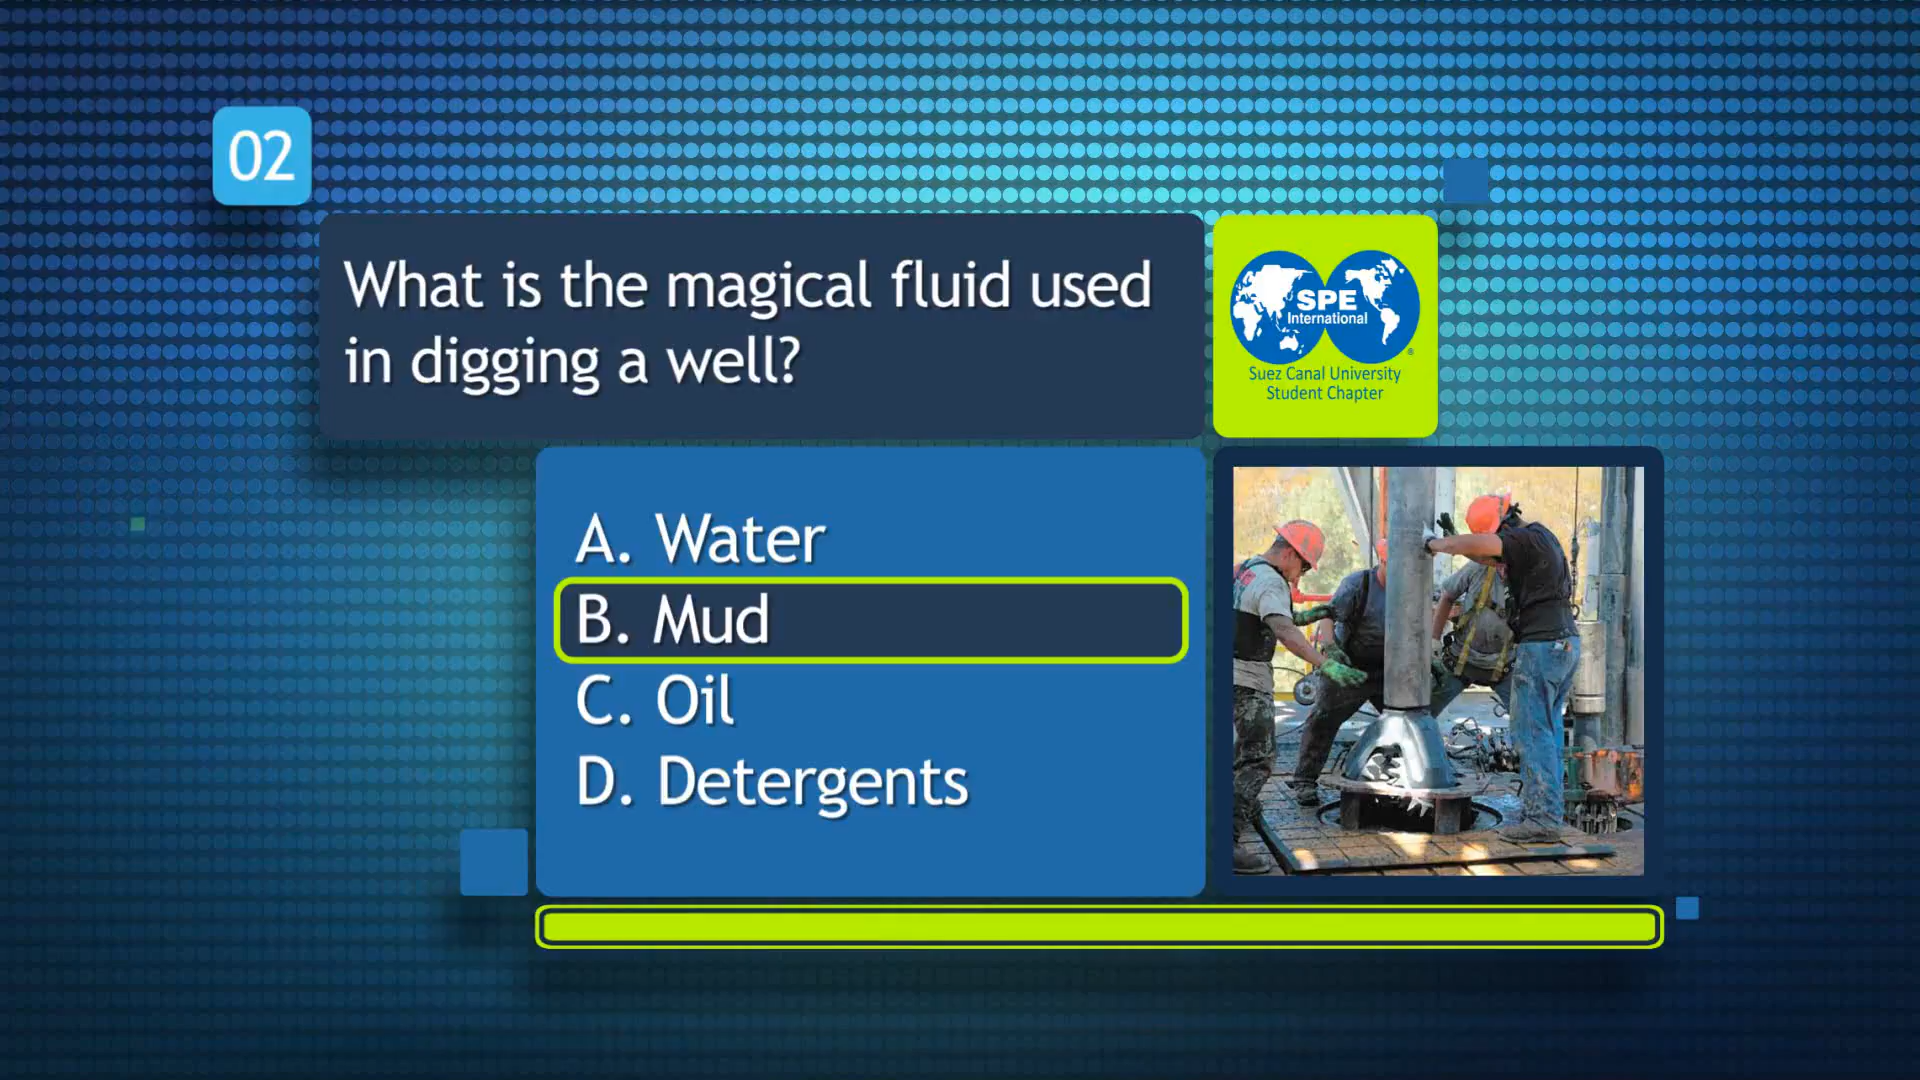 02
What is the magical fluid used
in digging a well?
SPE
International
®
Suez Canal University
Student Chapter
A. Water
B. Mud
C. Oil
D. Detergents